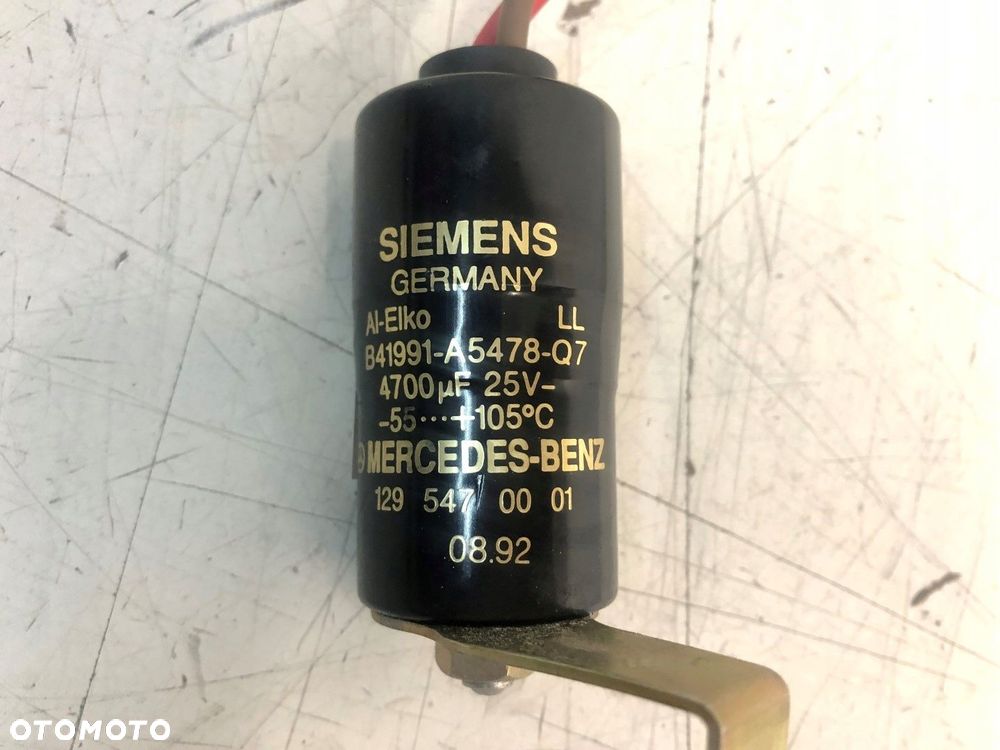 SIEMENS
GERMANY
Al-Elko LL
B41991-A5478-Q7
4700µF 25V-
-55···+105°C
MERCEDES-BENZ
129 547 00 01
08.92
OTOMOTO